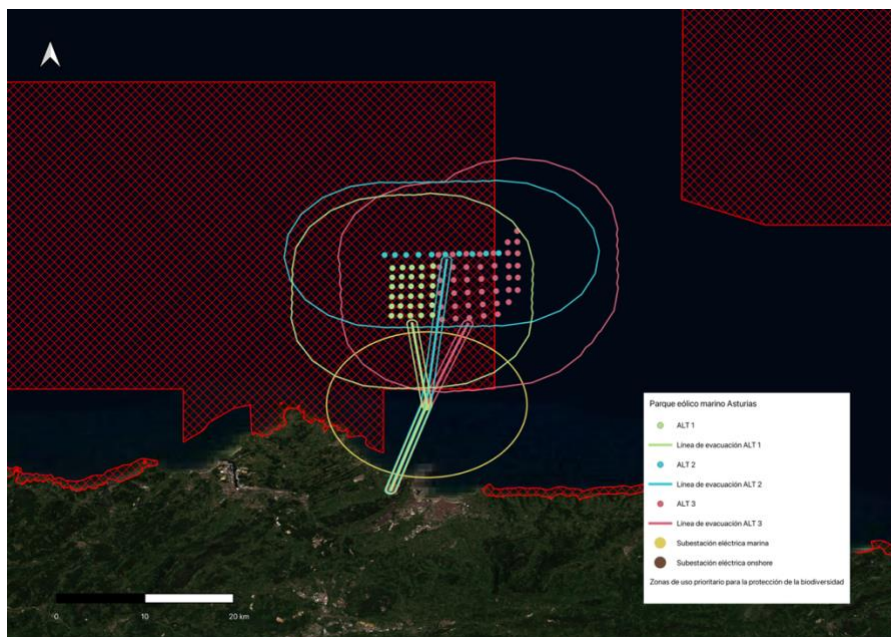 Parque eólico marino Asturias
ALT 1
Línea de evacuación ALT 1
ALT 2
Línea de evacuación ALT 2
ALT 3
Línea de evacuación ALT 3
Subestación eléctrica marina
Subestación eléctrica onshore
Zonas de uso prioritario para la protección de la biodiversidad
0 10 20 km